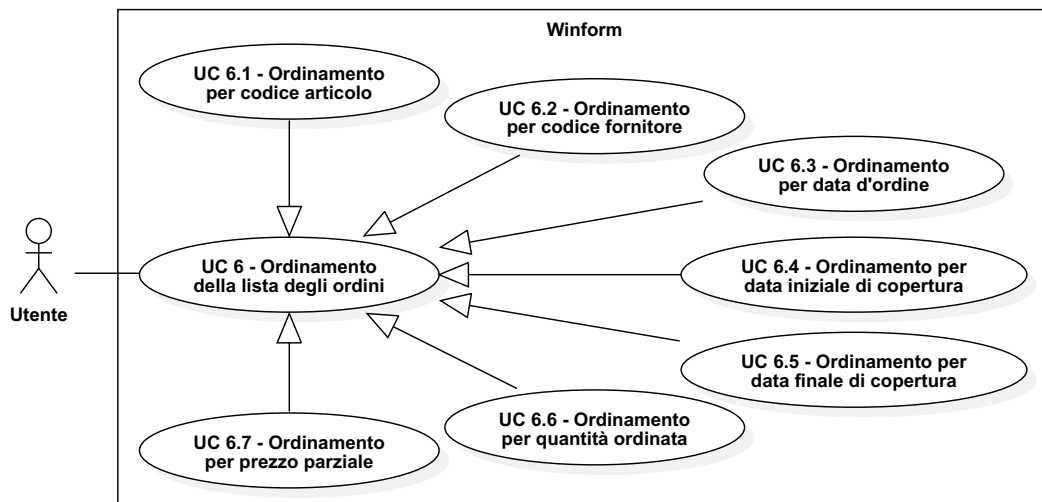 Winform
UC 6.1 - Ordinamento
per codice articolo
UC 6.2 - Ordinamento
per codice fornitore
UC 6.3 - Ordinamento
per data d'ordine
UC 6 - Ordinamento
della lista degli ordini
UC 6.4 - Ordinamento per
data iniziale di copertura
Utente
UC 6.5 - Ordinamento per
data finale di copertura
UC 6.6 - Ordinamento
per quantità ordinata
UC 6.7 - Ordinamento
per prezzo parziale